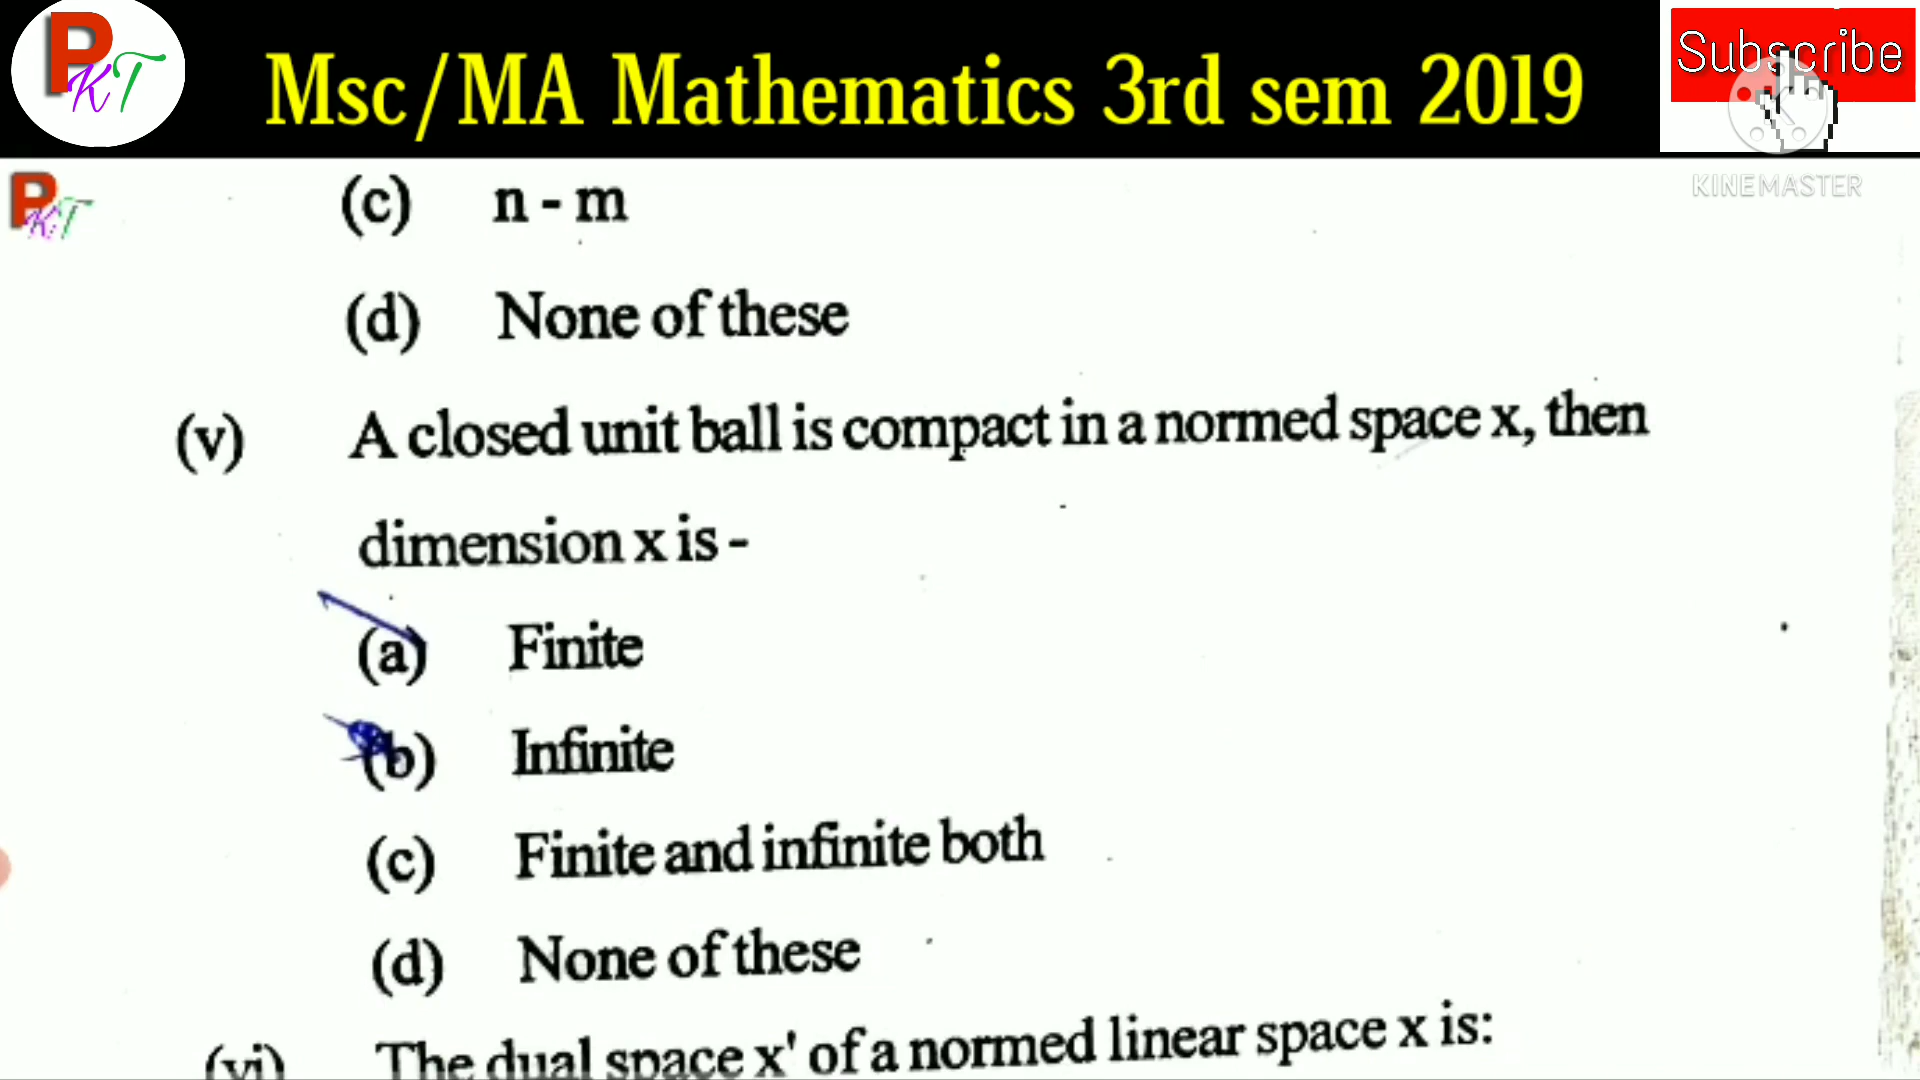 PKT
Msc/MA Mathematics 3rd sem 2019
Subscribe
KINEMASTER
PKT
(c) n - m
(d) None of these
(v) A closed unit ball is compact in a normed space x, then
dimension x is -
(a) Finite
(b) Infinite
(c) Finite and infinite both
(d) None of these
(vi) The dual space x' of a normed linear space x is: